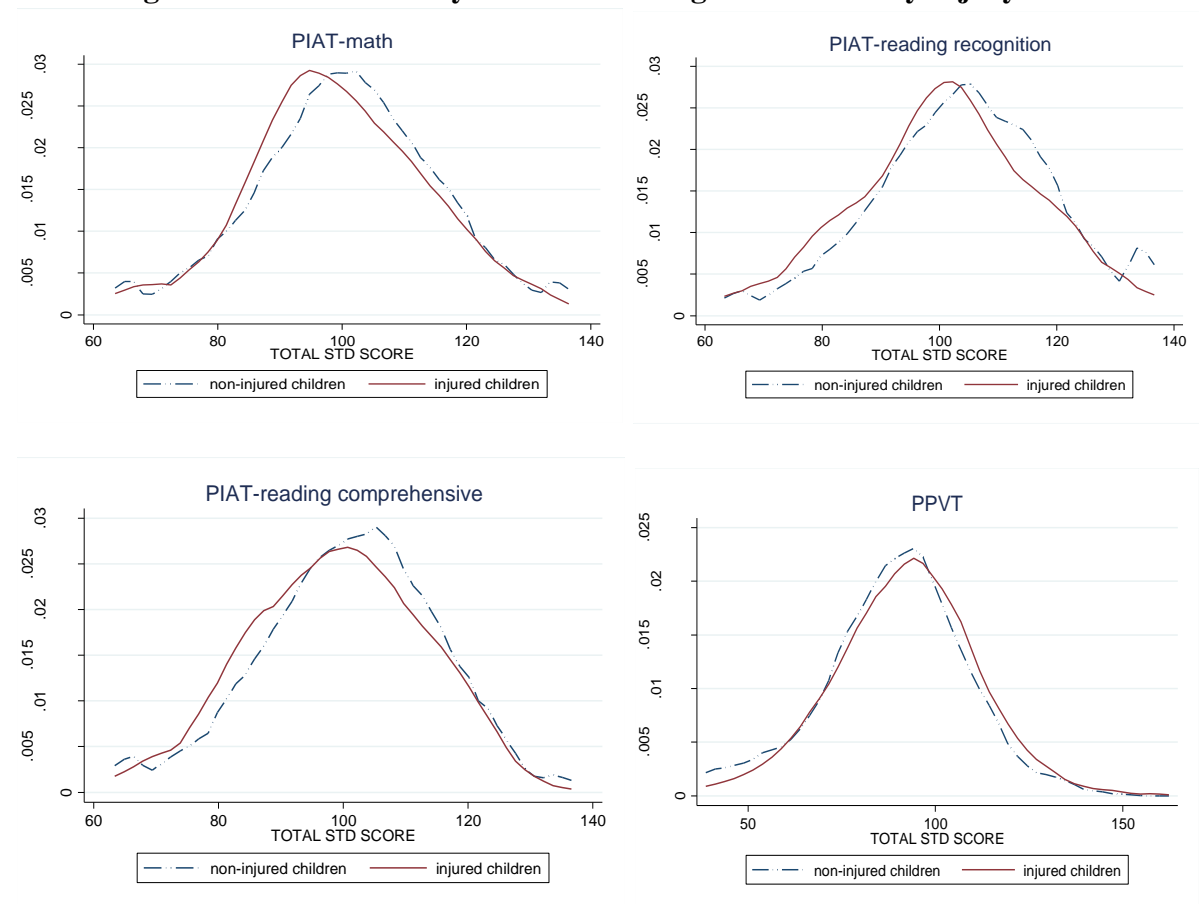 PIAT-math
.03
.025
.02
.015
.01
.005
0
60 80 100 120 140
TOTAL STD SCORE
non-injured children injured children
PIAT-reading recognition
.03
.025
.02
.015
.01
.005
0
60 80 100 120 140
TOTAL STD SCORE
non-injured children injured children
PIAT-reading comprehensive
.03
.025
.02
.015
.01
.005
0
60 80 100 120 140
TOTAL STD SCORE
non-injured children injured children
PPVT
.025
.02
.015
.01
.005
0
50 100 150
TOTAL STD SCORE
non-injured children injured children